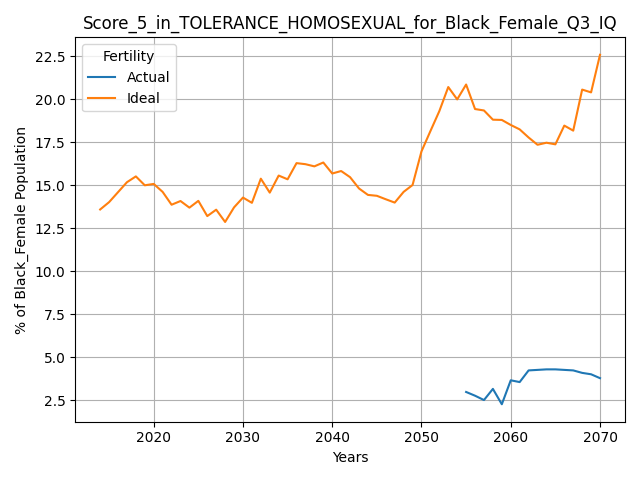 Score_5_in_TOLERANCE_HOMOSEXUAL_for_Black_Female_Q3_IQ
Fertility
Actual
Ideal
% of Black_Female Population
22.5
20.0
17.5
15.0
12.5
10.0
7.5
5.0
2.5
2020 2030 2040 2050 2060 2070
Years